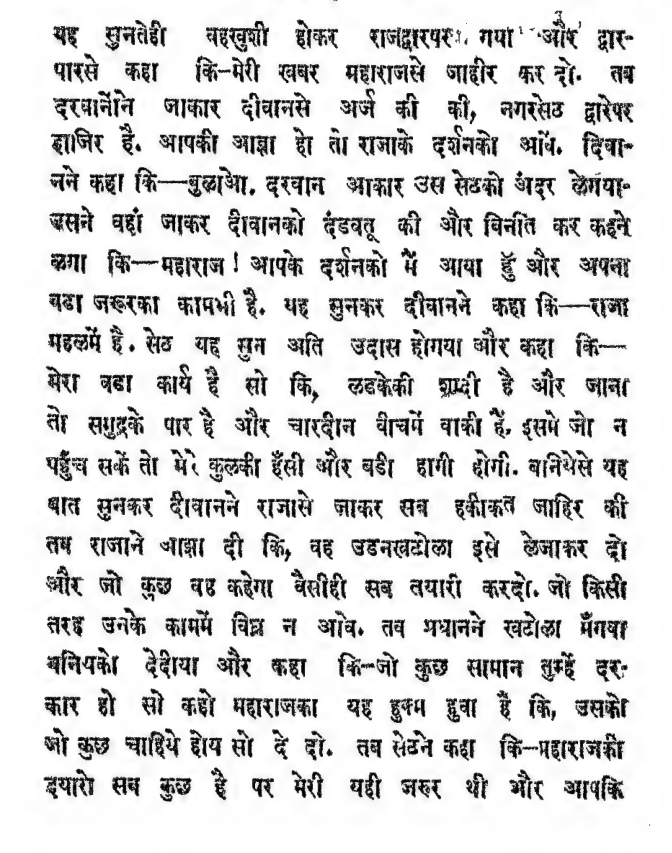 यह सुनतेही वहखुशी होकर राजद्वारपर गया और द्वार-
पारसे कहा कि-मेरी खबर महाराजसे जाहीर कर दो. तब
दरवानोंने जाकार दीवानसे अर्ज की की, नगरसेठ द्वारेपर
हाजिर है. आपकी आज्ञा हो तो राजाके दर्शनको आवे. दिवा-
नने कहा कि—बुळाओ. दरवान आकार उस सेठको अंदर लेगया-
उसने वहां जाकर दीवानको दंडवतू की और विनति कर कहने
ळगा कि—महाराज! आपके दर्शनको मैं आया हूँ और अपना
बडा जरूरका कामभी है. यह सुनकर दीवानने कहा कि—राजा
महलमें है. सेठ यह सुन अति उदास होगया और कहा कि—
मेरा बडा कार्य है सो कि, लडकेकी शादी है और जाना
तो समुद्रके पार है और चारदीन बीचमें बाकी हैं. इसमे जो न
पहुँच सकें तो मेरे कुलकी हँसी और बडी हागी होगी. बनियेसे यह
बात सुनकर दीवानने राजासे जाकर सब हकीकत जाहिर की
तब राजाने आज्ञा दी कि, वह उडनखटोला इसे लेजाकर दो
और जो कुछ वह कहेगा वैसीही सब तयारी करदो. जो किसी
तरह उनके काममें विघ्न न आवे. तब प्रधानने खटोला मँगवा
बनियको देदीया और कहा कि-जो कुछ सामान तुम्हें दर-
कार हो सो कहो महाराजका यह हुक्म हुवा है कि, उसको
जो कुछ चाहिये होय सो दे दो. तब सेठने कहा कि-महाराजकी
दयासे सब कुछ है पर मेरी यही जरुर थी और आपकि